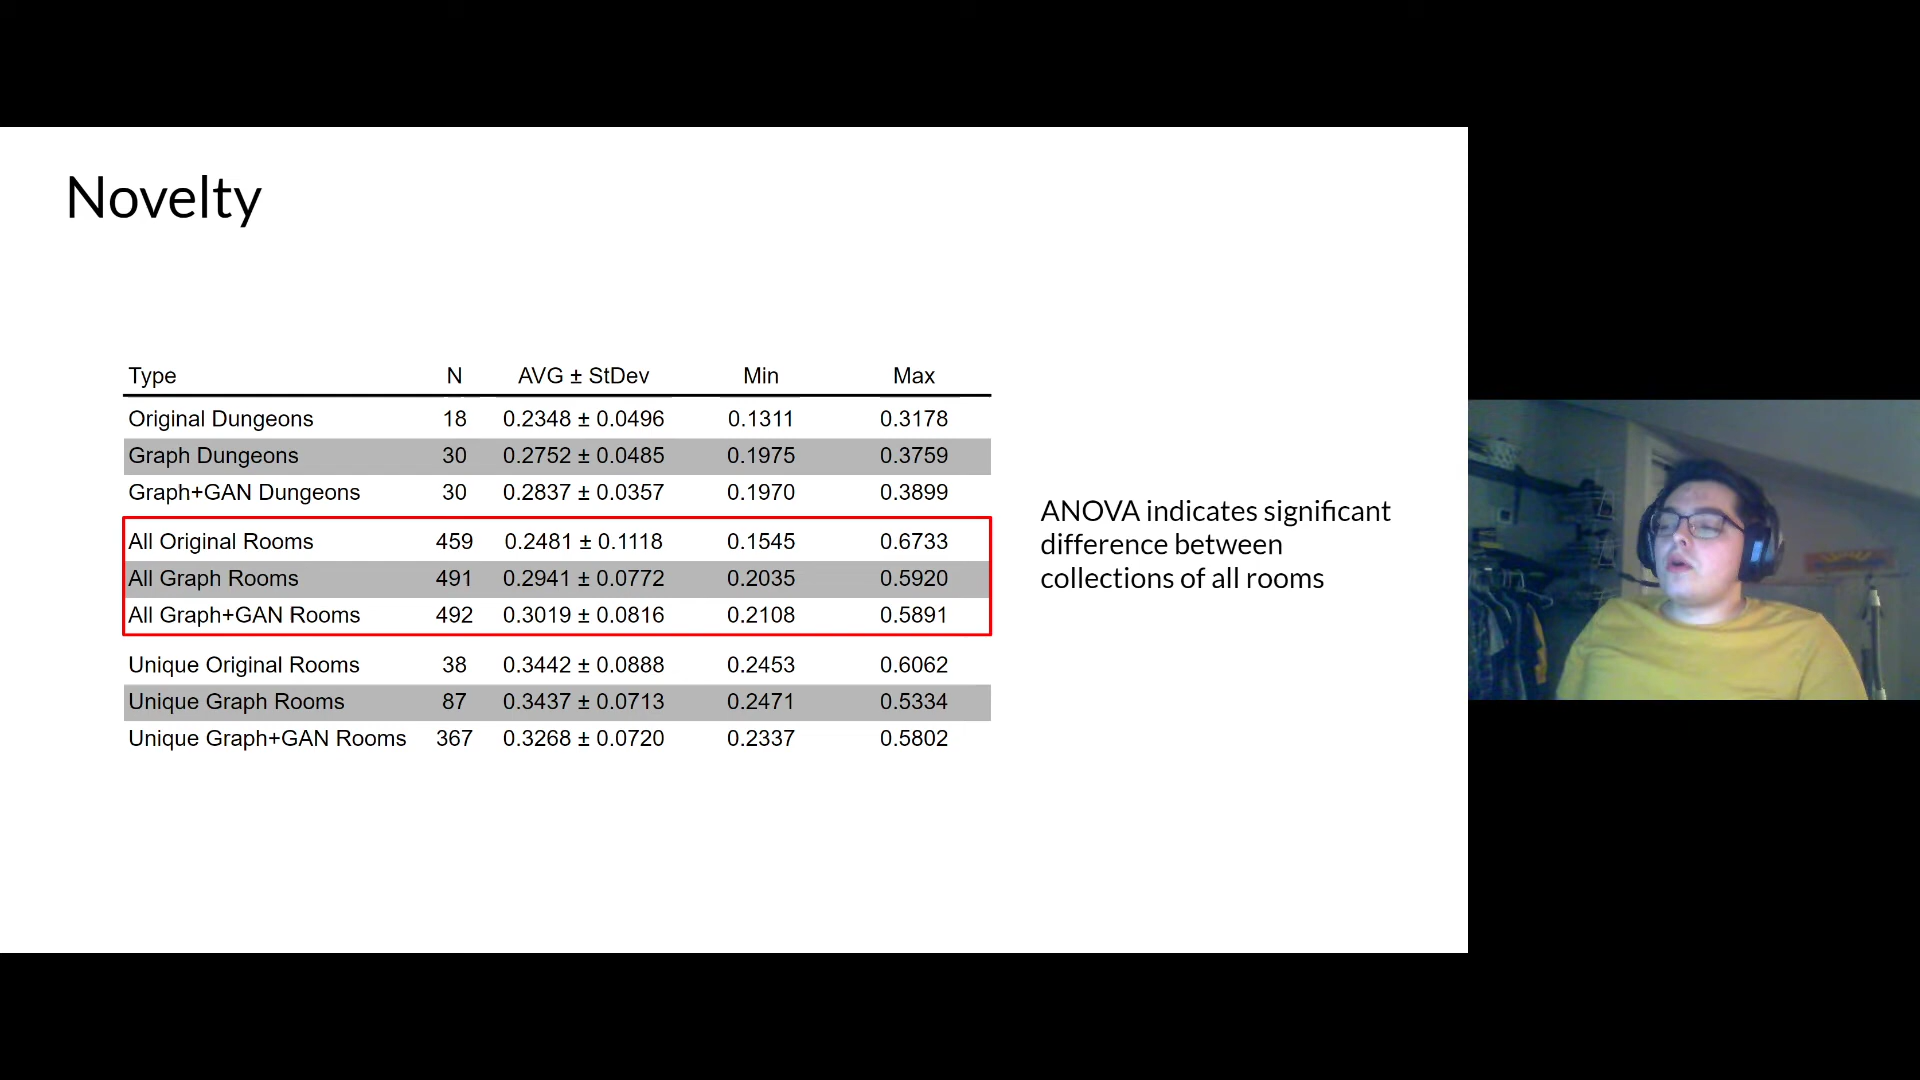 Novelty
Type N AVG ± StDev Min Max
Original Dungeons 18 0.2348 ± 0.0496 0.1311 0.3178
Graph Dungeons 30 0.2752 ± 0.0485 0.1975 0.3759
Graph+GAN Dungeons 30 0.2837 ± 0.0357 0.1970 0.3899
All Original Rooms 459 0.2481 ± 0.1118 0.1545 0.6733
All Graph Rooms 491 0.2941 ± 0.0772 0.2035 0.5920
All Graph+GAN Rooms 492 0.3019 ± 0.0816 0.2108 0.5891
Unique Original Rooms 38 0.3442 ± 0.0888 0.2453 0.6062
Unique Graph Rooms 87 0.3437 ± 0.0713 0.2471 0.5334
Unique Graph+GAN Rooms 367 0.3268 ± 0.0720 0.2337 0.5802
ANOVA indicates significant
difference between
collections of all rooms